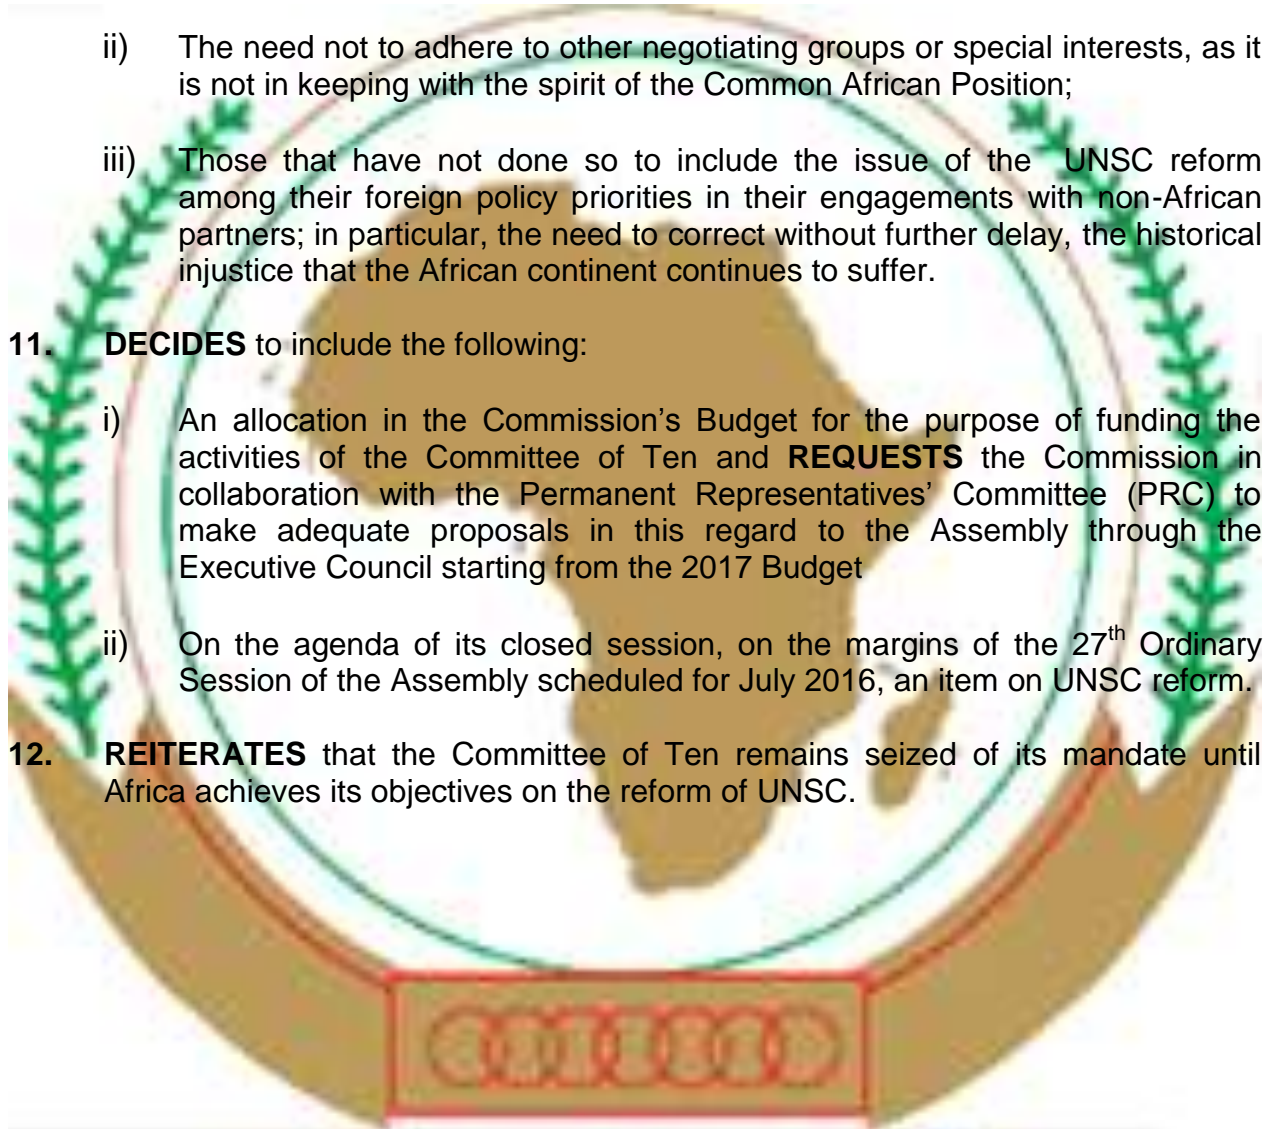 ii) The need not to adhere to other negotiating groups or special interests, as it
is not in keeping with the spirit of the Common African Position;
iii) Those that have not done so to include the issue of the UNSC reform
among their foreign policy priorities in their engagements with non-African
partners; in particular, the need to correct without further delay, the historical
injustice that the African continent continues to suffer.
11. DECIDES to include the following:
i) An allocation in the Commission’s Budget for the purpose of funding the
activities of the Committee of Ten and REQUESTS the Commission in
collaboration with the Permanent Representatives’ Committee (PRC) to
make adequate proposals in this regard to the Assembly through the
Executive Council starting from the 2017 Budget
ii) On the agenda of its closed session, on the margins of the 27th Ordinary
Session of the Assembly scheduled for July 2016, an item on UNSC reform.
12. REITERATES that the Committee of Ten remains seized of its mandate until
Africa achieves its objectives on the reform of UNSC.